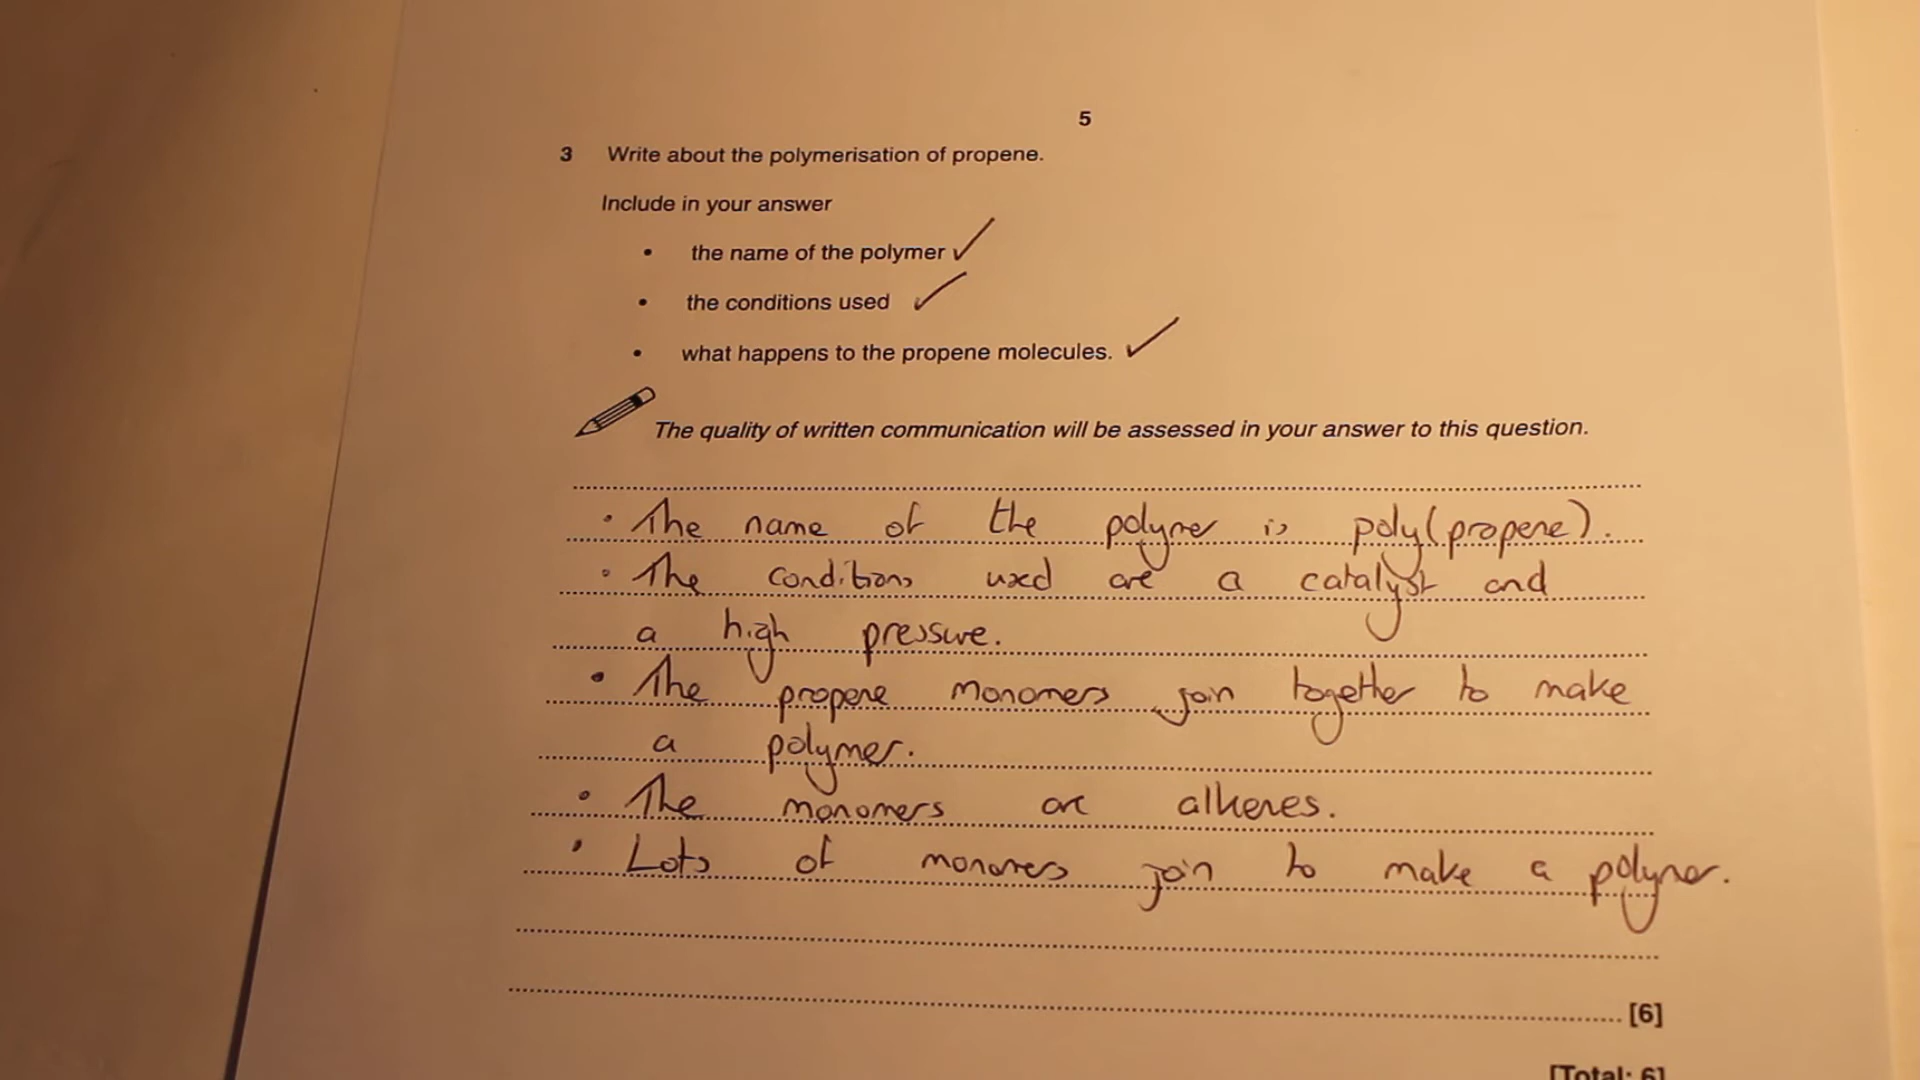 5
3 Write about the polymerisation of propene.
Include in your answer
• the name of the polymer ✓
• the conditions used ✓
• what happens to the propene molecules. ✓
The quality of written communication will be assessed in your answer to this question.
• The name of the polymer is poly(propene).
• The conditions used are a catalyst and
a high pressure.
• The propene monomers join together to make
a polymer.
• The monomers are alkenes.
• Lots of monomers join to make a polymer.
[6]
[Total: 6]